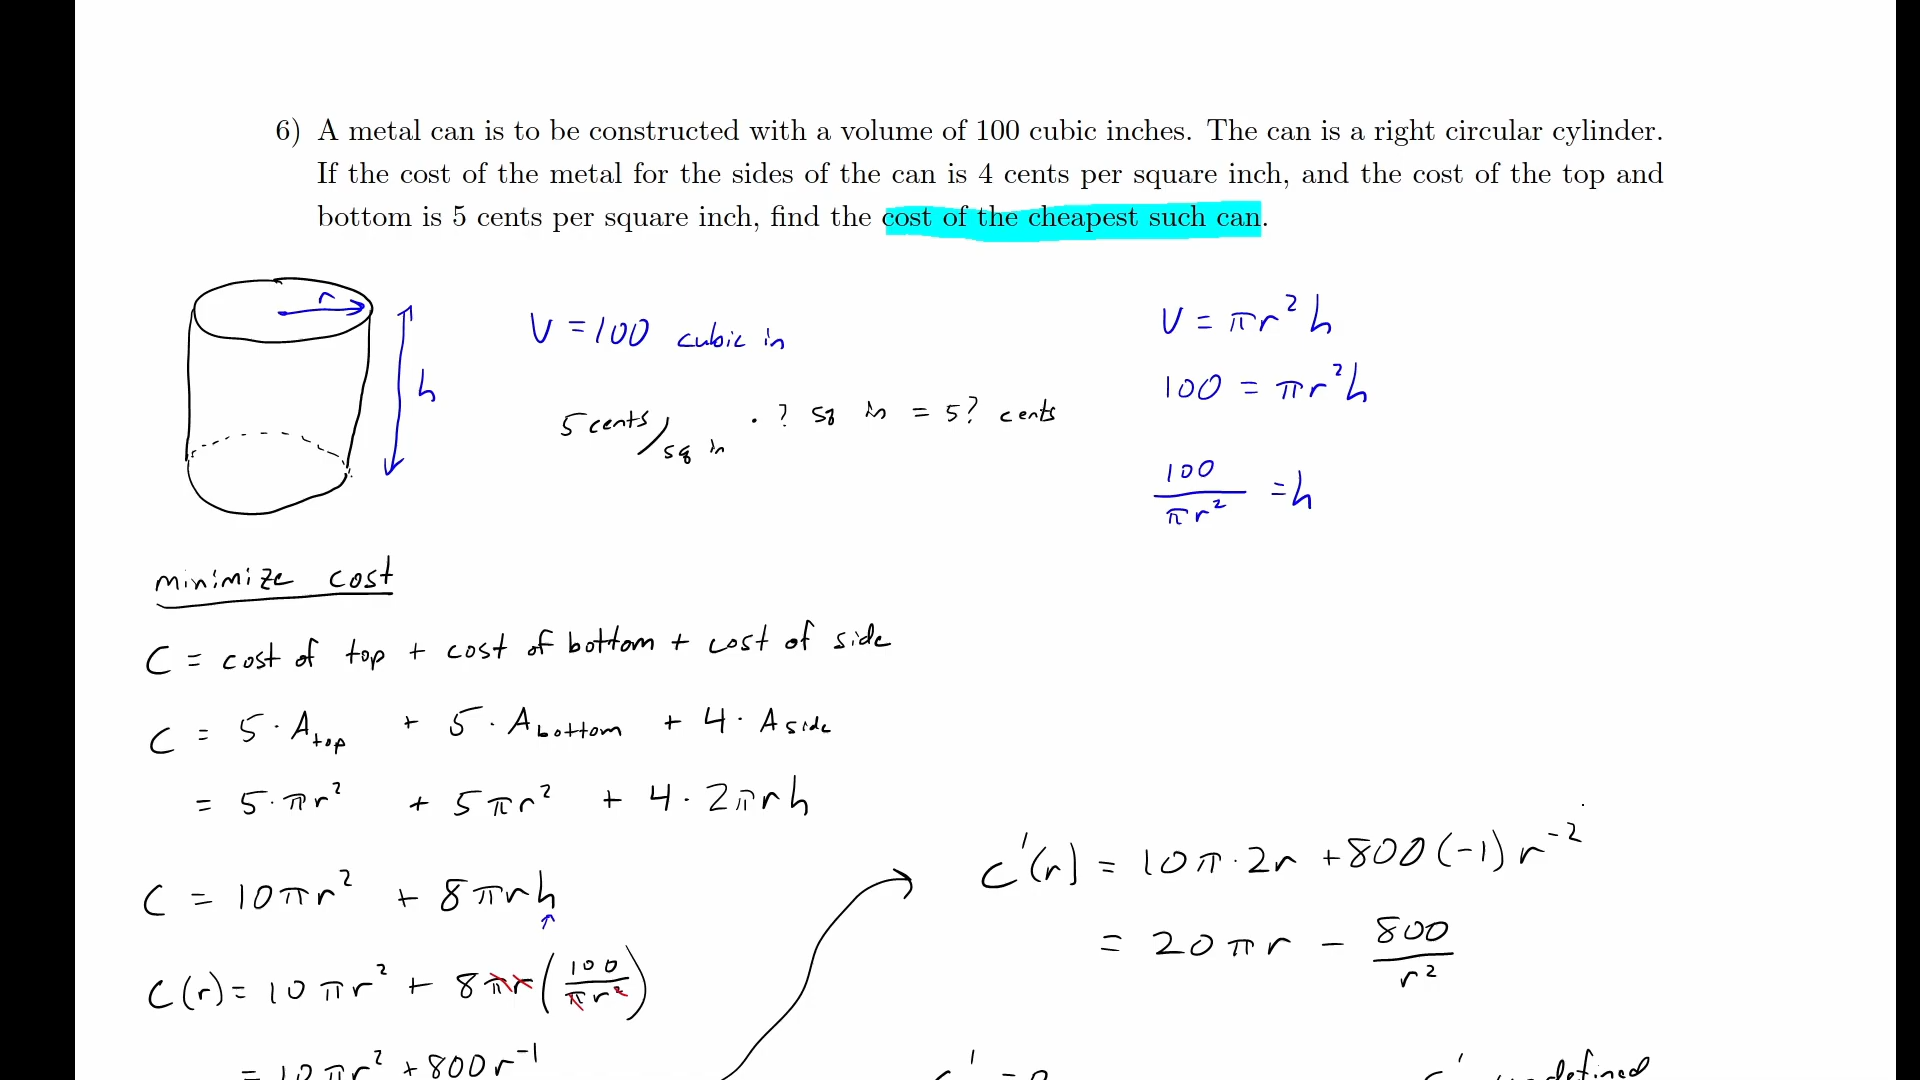 6) A metal can is to be constructed with a volume of 100 cubic inches. The can is a right circular cylinder.
If the cost of the metal for the sides of the can is 4 cents per square inch, and the cost of the top and
bottom is 5 cents per square inch, find the cost of the cheapest such can.
r
h
V = 100 cubic in
5 cents/sq in · ? sq in = 5? cents
V = πr²h
100 = πr²h
100/πr² = h
minimize cost
C = cost of top + cost of bottom + cost of side
C = 5 · A_top + 5 · A_bottom + 4 · A_side
= 5·πr² + 5πr² + 4·2πrh
C = 10πr² + 8πrh
C(r) = 10πr² + 8πr(100/πr²)
= 10πr² + 800r⁻¹
C'(r) = 10π·2r + 800(-1)r⁻²
= 20πr - 800/r²
C' = 0
C' undefined